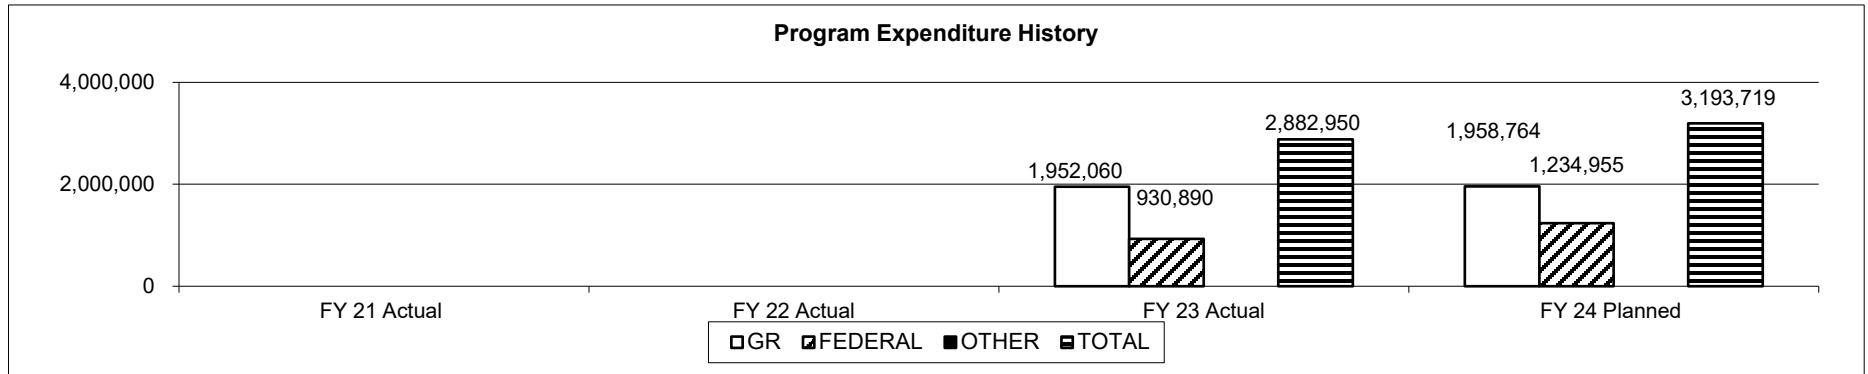 Program Expenditure History
4,000,000
3,193,719
2,882,950
1,958,764
1,952,060
1,234,955
2,000,000
930,890
0
FY 21 Actual
FY 22 Actual
FY 23 Actual
FY 24 Planned
GR FEDERAL OTHER TOTAL